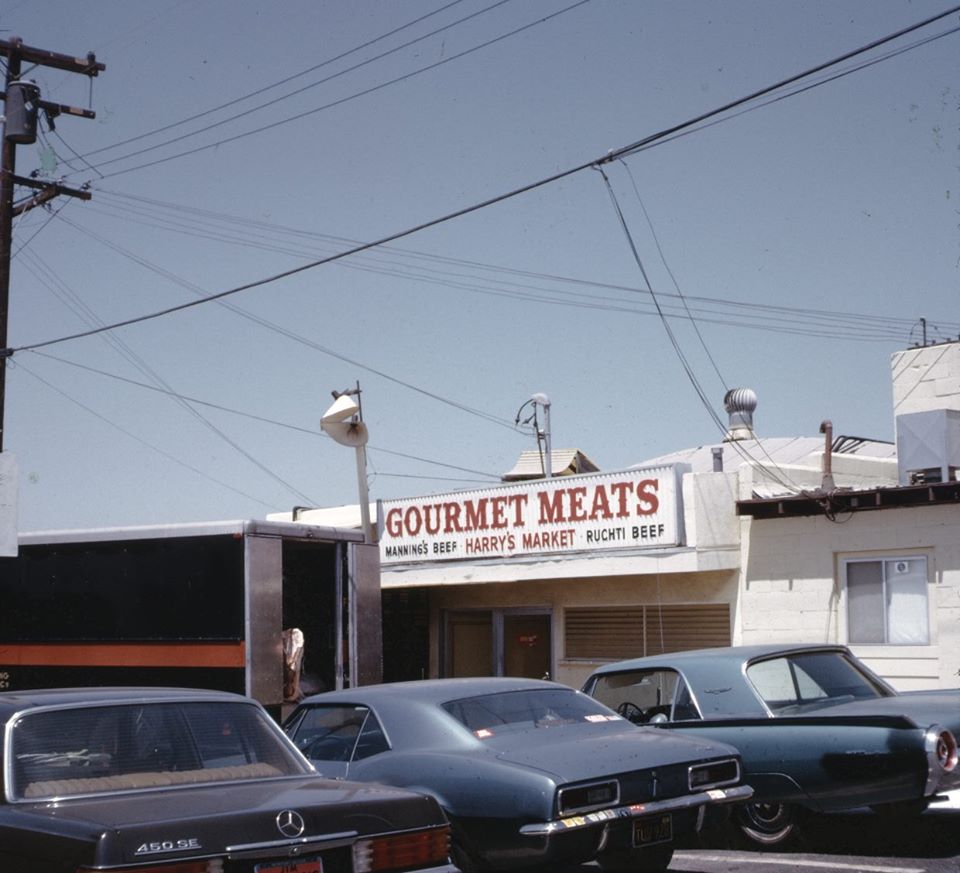 GOURMET MEATS
MANNING'S BEEF · HARRY'S MARKET · RUCHTI BEEF
450 SE